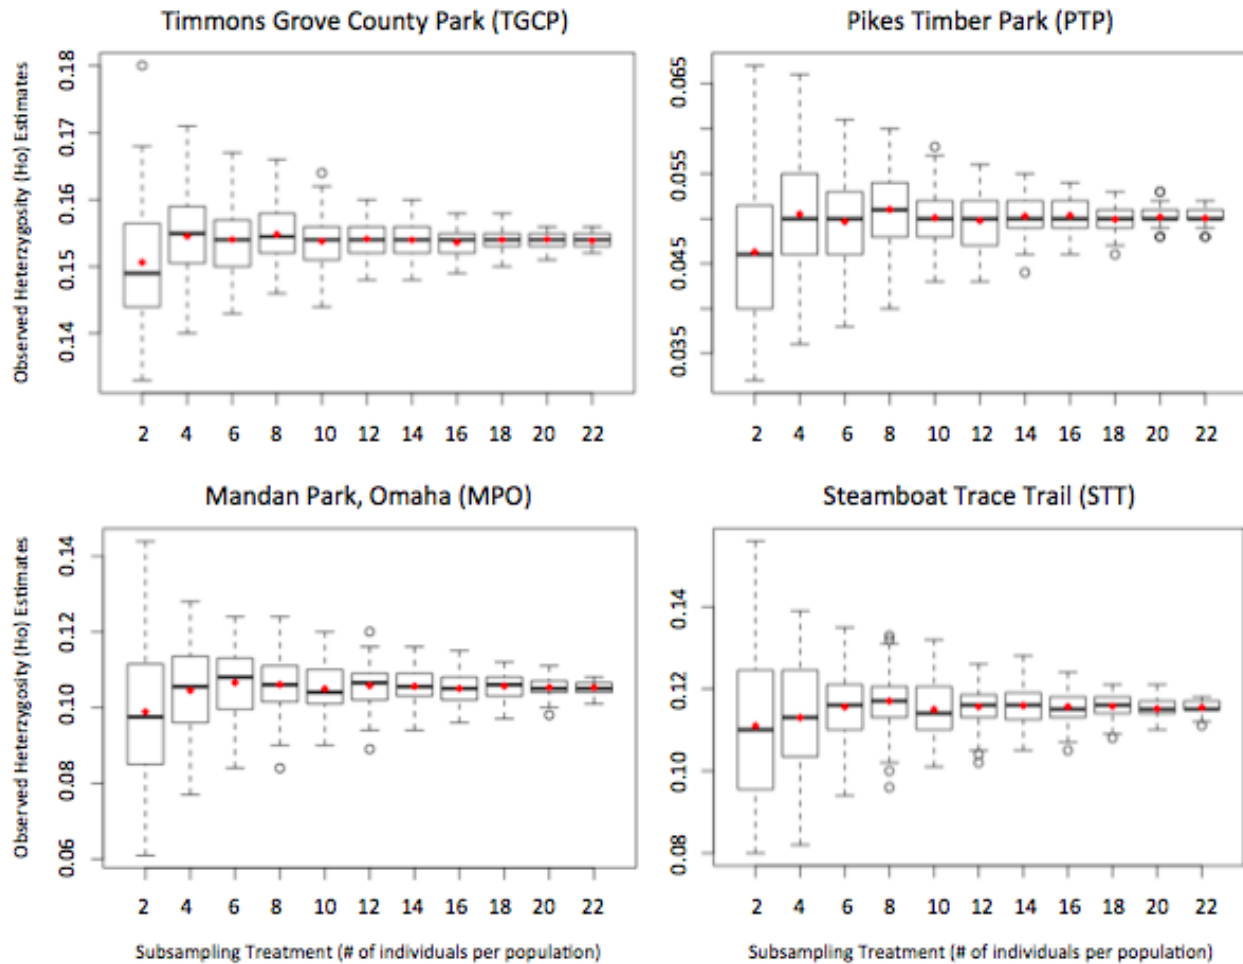 Timmons Grove County Park (TGCP)
Pikes Timber Park (PTP)
Observed Heterzygosity (Ho) Estimates
0.18
0.17
0.16
0.15
0.14
2 4 6 8 10 12 14 16 18 20 22
0.065
0.055
0.045
0.035
2 4 6 8 10 12 14 16 18 20 22
Mandan Park, Omaha (MPO)
Steamboat Trace Trail (STT)
Observed Heterzygosity (Ho) Estimates
0.14
0.12
0.10
0.08
0.06
2 4 6 8 10 12 14 16 18 20 22
0.14
0.12
0.10
0.08
2 4 6 8 10 12 14 16 18 20 22
Subsampling Treatment (# of individuals per population)
Subsampling Treatment (# of individuals per population)